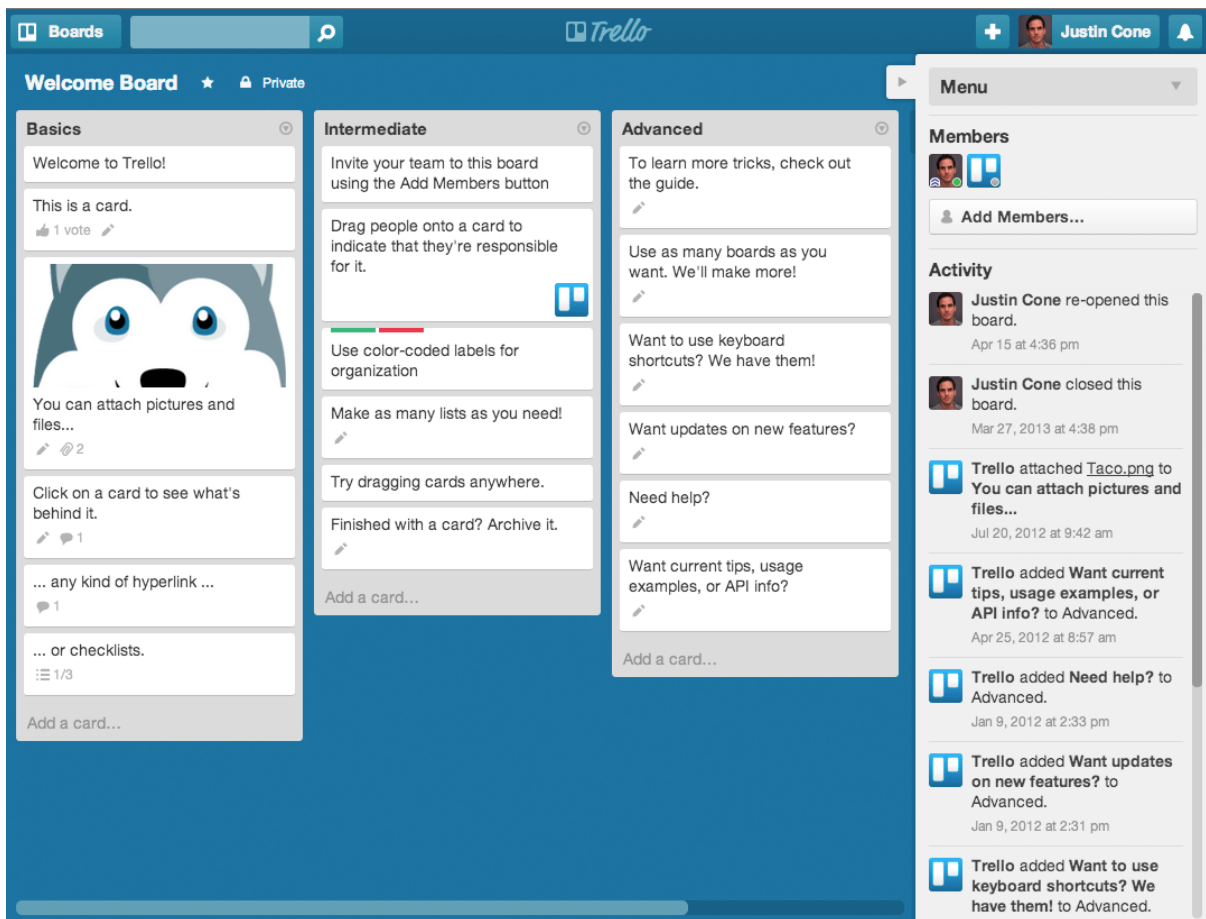 Boards
Trello
Justin Cone
Welcome Board
Private
Basics
Welcome to Trello!
This is a card.
1 vote
You can attach pictures and
files...
2
Click on a card to see what's
behind it.
1
... any kind of hyperlink ...
1
... or checklists.
1/3
Add a card...
Intermediate
Invite your team to this board
using the Add Members button
Drag people onto a card to
indicate that they're responsible
for it.
Use color-coded labels for
organization
Make as many lists as you need!
Try dragging cards anywhere.
Finished with a card? Archive it.
Add a card...
Advanced
To learn more tricks, check out
the guide.
Use as many boards as you
want. We'll make more!
Want to use keyboard
shortcuts? We have them!
Want updates on new features?
Need help?
Want current tips, usage
examples, or API info?
Add a card...
Menu
Members
Add Members...
Activity
Justin Cone re-opened this
board.
Apr 15 at 4:36 pm
Justin Cone closed this
board.
Mar 27, 2013 at 4:38 pm
Trello attached Taco.png to
You can attach pictures and
files...
Jul 20, 2012 at 9:42 am
Trello added Want current
tips, usage examples, or
API info? to Advanced.
Apr 25, 2012 at 8:57 am
Trello added Need help? to
Advanced.
Jan 9, 2012 at 2:33 pm
Trello added Want updates
on new features? to
Advanced.
Jan 9, 2012 at 2:31 pm
Trello added Want to use
keyboard shortcuts? We
have them! to Advanced.